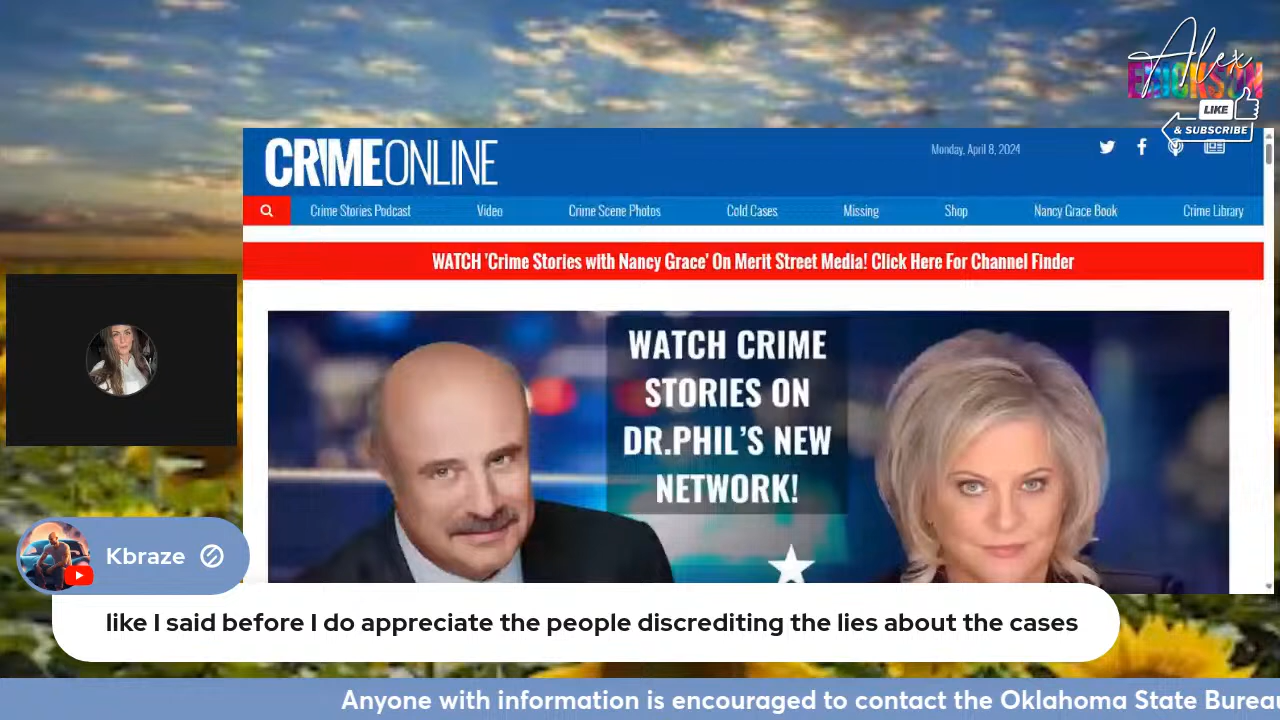 Alex
ERICKSON
LIKE
& SUBSCRIBE
CRIMEONLINE
Monday, April 8, 2024
Crime Stories Podcast
Video
Crime Scene Photos
Cold Cases
Missing
Shop
Nancy Grace Book
Crime Library
WATCH 'Crime Stories with Nancy Grace' On Merit Street Media! Click Here For Channel Finder
WATCH CRIME
STORIES ON
DR.PHIL'S NEW
NETWORK!
Kbraze
like I said before I do appreciate the people discrediting the lies about the cases
Anyone with information is encouraged to contact the Oklahoma State Bureau